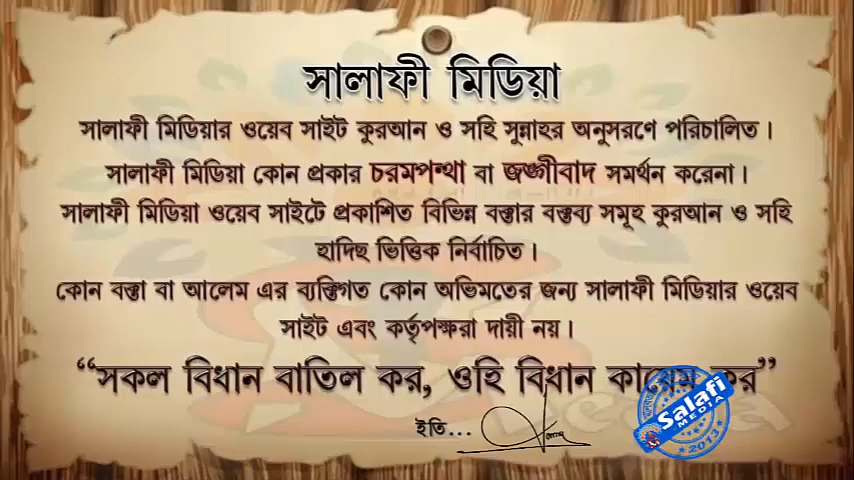 সালাফী মিডিয়া
সালাফী মিডিয়ার ওয়েব সাইট কুরআন ও সহি সুন্নাহর অনুসরণে পরিচালিত।
সালাফী মিডিয়া কোন প্রকার চরমপন্থা বা জঙ্গীবাদ সমর্থন করেনা।
সালাফী মিডিয়া ওয়েব সাইটে প্রকাশিত বিভিন্ন বক্তার বক্তব্য সমূহ কুরআন ও সহি
হাদিছ ভিত্তিক নির্বাচিত।
কোন বক্তা বা আলেম এর ব্যক্তিগত কোন অভিমতের জন্য সালাফী মিডিয়ার ওয়েব
সাইট এবং কর্তৃপক্ষরা দায়ী নয়।
“সকল বিধান বাতিল কর, ওহি বিধান কায়েম কর”
ইতি...
Salafi
MEDIA
2013